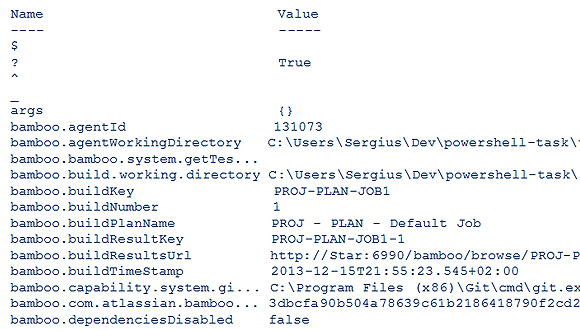 Name Value
---- -----
$
? True
^
_
args {}
bamboo.agentId 131073
bamboo.agentWorkingDirectory C:\Users\Sergius\Dev\powershell-task\
bamboo.bamboo.system.getTes...
bamboo.build.working.directory C:\Users\Sergius\Dev\powershell-task\
bamboo.buildKey PROJ-PLAN-JOB1
bamboo.buildNumber 1
bamboo.buildPlanName PROJ - PLAN - Default Job
bamboo.buildResultKey PROJ-PLAN-JOB1-1
bamboo.buildResultsUrl http://Star:6990/bamboo/browse/PROJ-P
bamboo.buildTimeStamp 2013-12-15T21:55:23.545+02:00
bamboo.capability.system.gi... C:\Program Files (x86)\Git\cmd\git.ex
bamboo.com.atlassian.bamboo... 3dbcfa90b504a78639c61b2186418790f2cd2
bamboo.dependenciesDisabled false